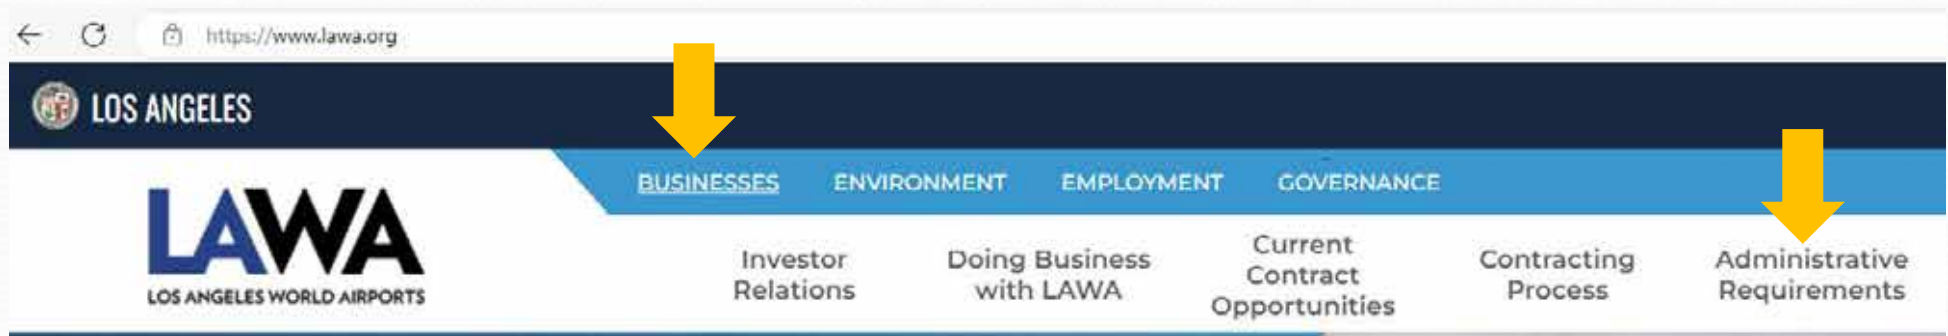 https://www.lawa.org
LOS ANGELES
BUSINESSES ENVIRONMENT EMPLOYMENT GOVERNANCE
LAWA
LOS ANGELES WORLD AIRPORTS
Investor
Relations
Doing Business
with LAWA
Current
Contract
Opportunities
Contracting
Process
Administrative
Requirements